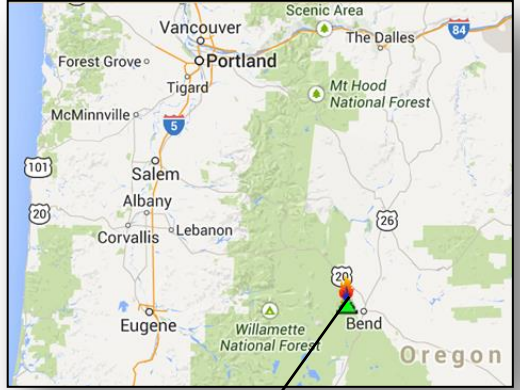 Scenic Area
Vancouver
The Dalles
84
Forest Grove
Portland
Tigard
Mt Hood
National Forest
McMinnville
5
101
Salem
Albany
20
26
Lebanon
Corvallis
20
Eugene
Willamette
National Forest
Bend
Oregon